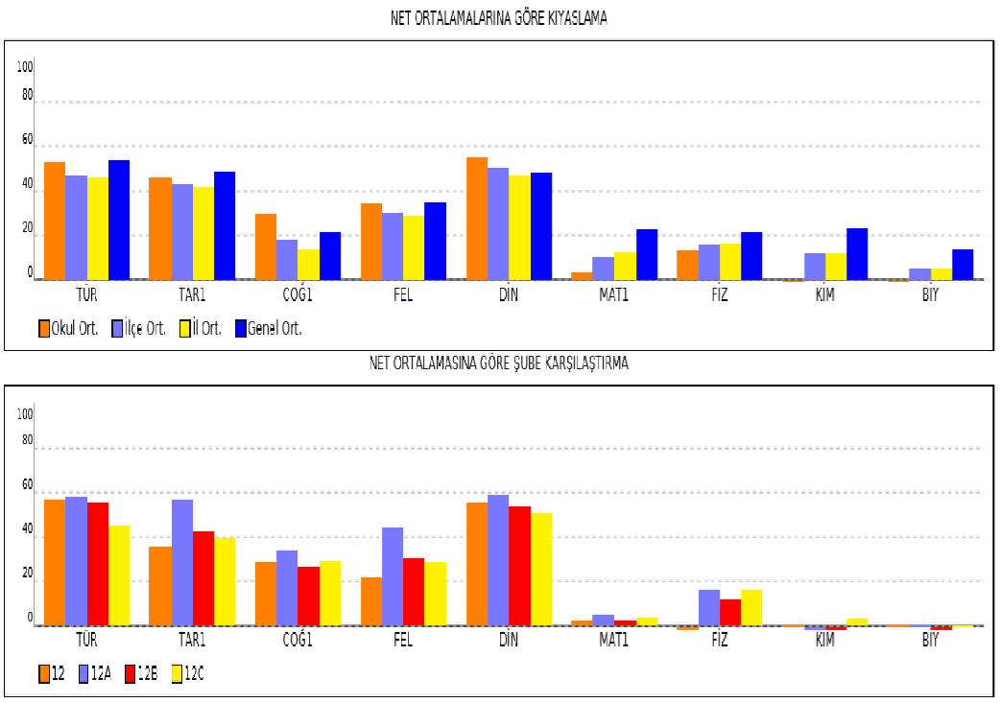 NET ORTALAMALARINA GÖRE KIYASLAMA
100
80
60
40
20
0
TÜR TAR1 COĞ1 FEL DİN MAT1 FİZ KİM BİY
Okul Ort. İlçe Ort. İl Ort. Genel Ort.
NET ORTALAMASINA GÖRE ŞUBE KARŞILAŞTIRMA
100
80
60
40
20
0
TÜR TAR1 COĞ1 FEL DİN MAT1 FİZ KİM BİY
12 12A 12B 12C